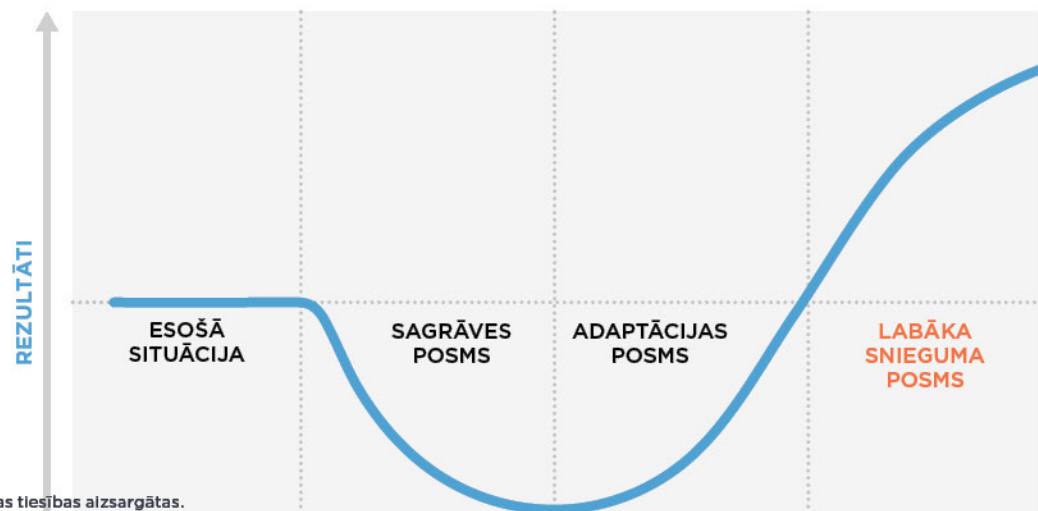 REZULTĀTI
ESOŠĀ
SITUĀCIJA
SAGRĀVES
POSMS
ADAPTĀCIJAS
POSMS
LABĀKA
SNIEGUMA
POSMS
as tiesības aizsargātas.